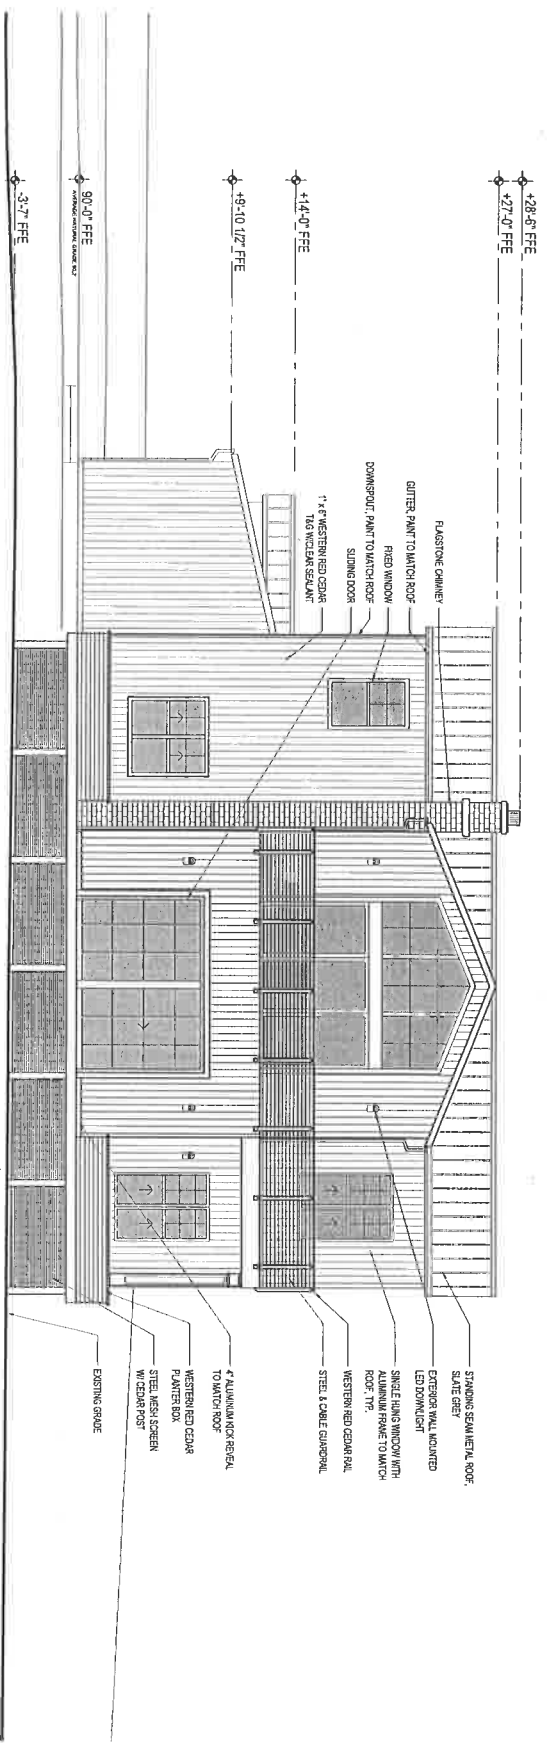 +28'-6" FFE
+27'-0" FFE
+14'-0" FFE
+9'-10 1/2" FFE
90'-0" FFE
AVERAGE NATURAL GRADE 90.2'
-3'-7" FFE
FLAGSTONE CHIMNEY
GUTTER, PAINT TO MATCH ROOF
FIXED WINDOW
DOWNSPOUT, PAINT TO MATCH ROOF
SLIDING DOOR
1" x 6" WESTERN RED CEDAR
T&G W/CLEAR SEALANT
STANDING SEAM METAL ROOF,
SLATE GREY
EXTERIOR WALL MOUNTED
LED DOWNLIGHT
SINGLE HUNG WINDOW WITH
ALUMINUM FRAME TO MATCH
ROOF, TYP.
WESTERN RED CEDAR RAIL
STEEL & CABLE GUARDRAIL
4" ALUMINUM KICK REVEAL
TO MATCH ROOF
WESTERN RED CEDAR
PLANTER BOX
STEEL MESH SCREEN
W/ CEDAR POST
EXISTING GRADE